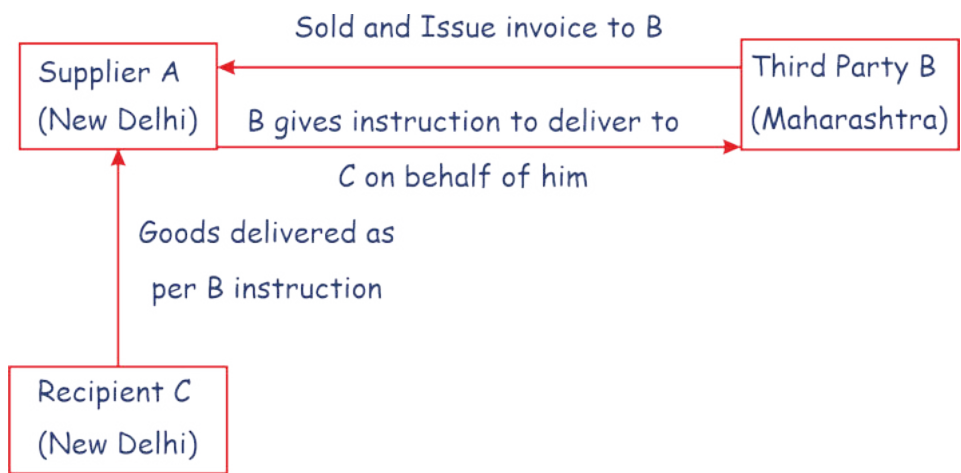 Sold and Issue invoice to B
Supplier A
(New Delhi)
Third Party B
(Maharashtra)
B gives instruction to deliver to
C on behalf of him
Goods delivered as
per B instruction
Recipient C
(New Delhi)